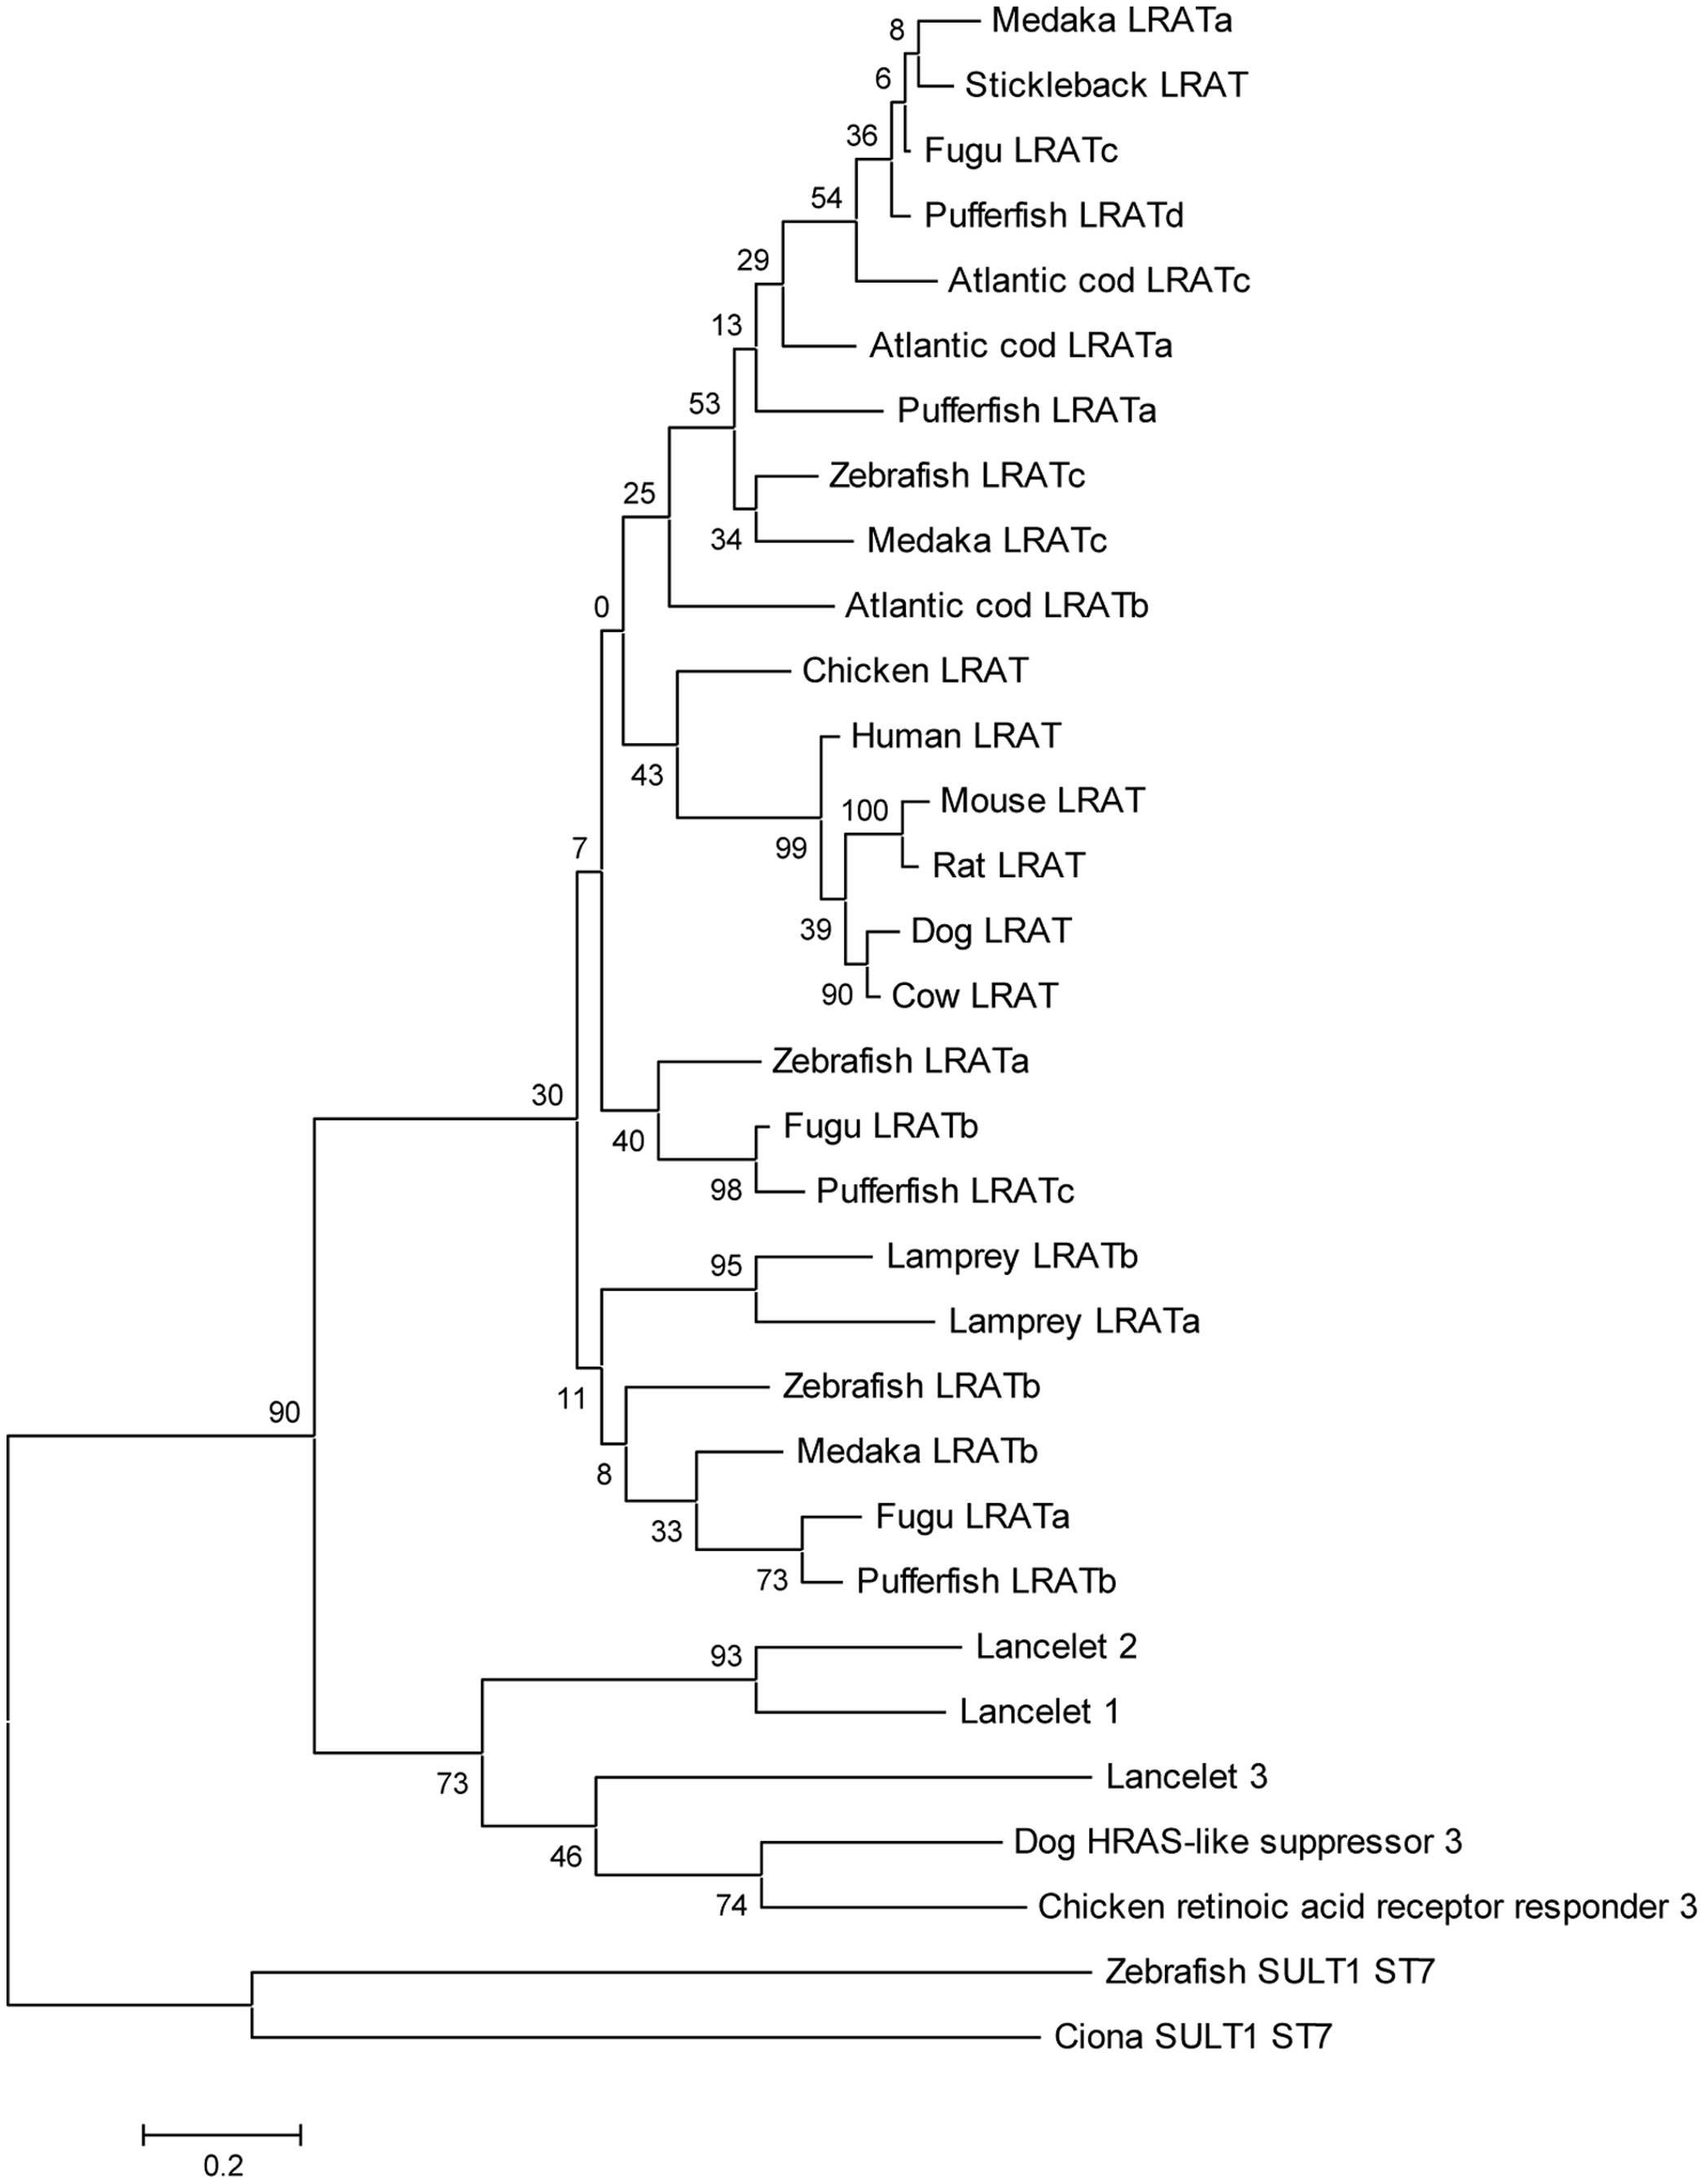 8
Medaka LRATa
6
Stickleback LRAT
36
Fugu LRATc
54
Pufferfish LRATd
29
Atlantic cod LRATc
13
Atlantic cod LRATa
53
Pufferfish LRATa
25
Zebrafish LRATc
34
Medaka LRATc
0
Atlantic cod LRATb
Chicken LRAT
43
Human LRAT
100
Mouse LRAT
99
Rat LRAT
7
39
Dog LRAT
90
Cow LRAT
Zebrafish LRATa
30
40
Fugu LRATb
98
Pufferfish LRATc
95
Lamprey LRATb
Lamprey LRATa
11
Zebrafish LRATb
90
8
Medaka LRATb
33
Fugu LRATa
73
Pufferfish LRATb
93
Lancelet 2
Lancelet 1
73
Lancelet 3
46
Dog HRAS-like suppressor 3
74
Chicken retinoic acid receptor responder 3
Zebrafish SULT1 ST7
Ciona SULT1 ST7
0.2